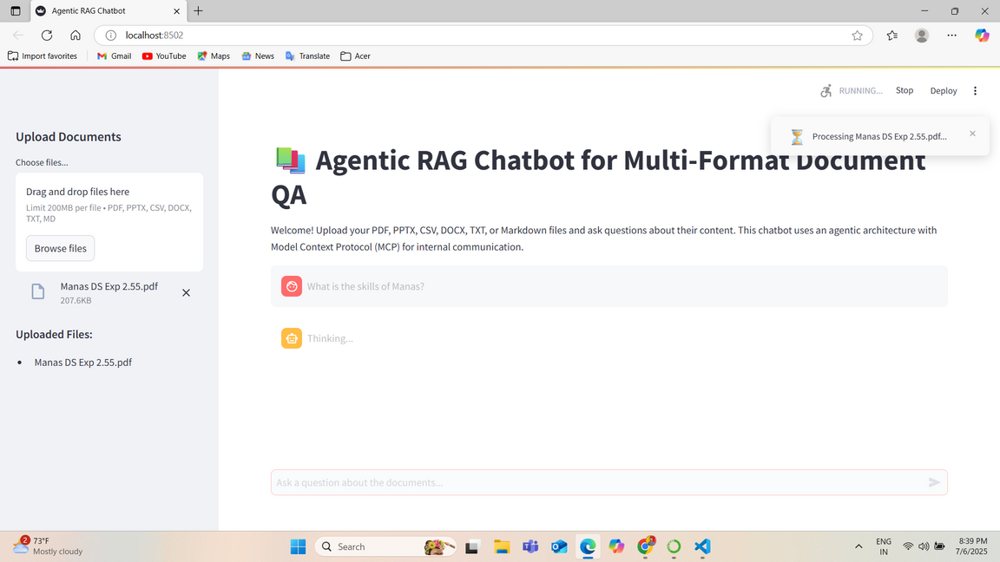 Agentic RAG Chatbot
localhost:8502
Import favorites
Gmail
YouTube
Maps
News
Translate
Acer
RUNNING...
Stop
Deploy
Processing Manas DS Exp 2.55.pdf...
Upload Documents
Choose files...
Drag and drop files here
Limit 200MB per file • PDF, PPTX, CSV, DOCX,
TXT, MD
Browse files
Manas DS Exp 2.55.pdf
207.6KB
Uploaded Files:
Manas DS Exp 2.55.pdf
Agentic RAG Chatbot for Multi-Format Document
QA
Welcome! Upload your PDF, PPTX, CSV, DOCX, TXT, or Markdown files and ask questions about their content. This chatbot uses an agentic architecture with
Model Context Protocol (MCP) for internal communication.
What is the skills of Manas?
Thinking...
Ask a question about the documents...
2
73°F
Mostly cloudy
Search
ENG
IN
8:39 PM
7/6/2025